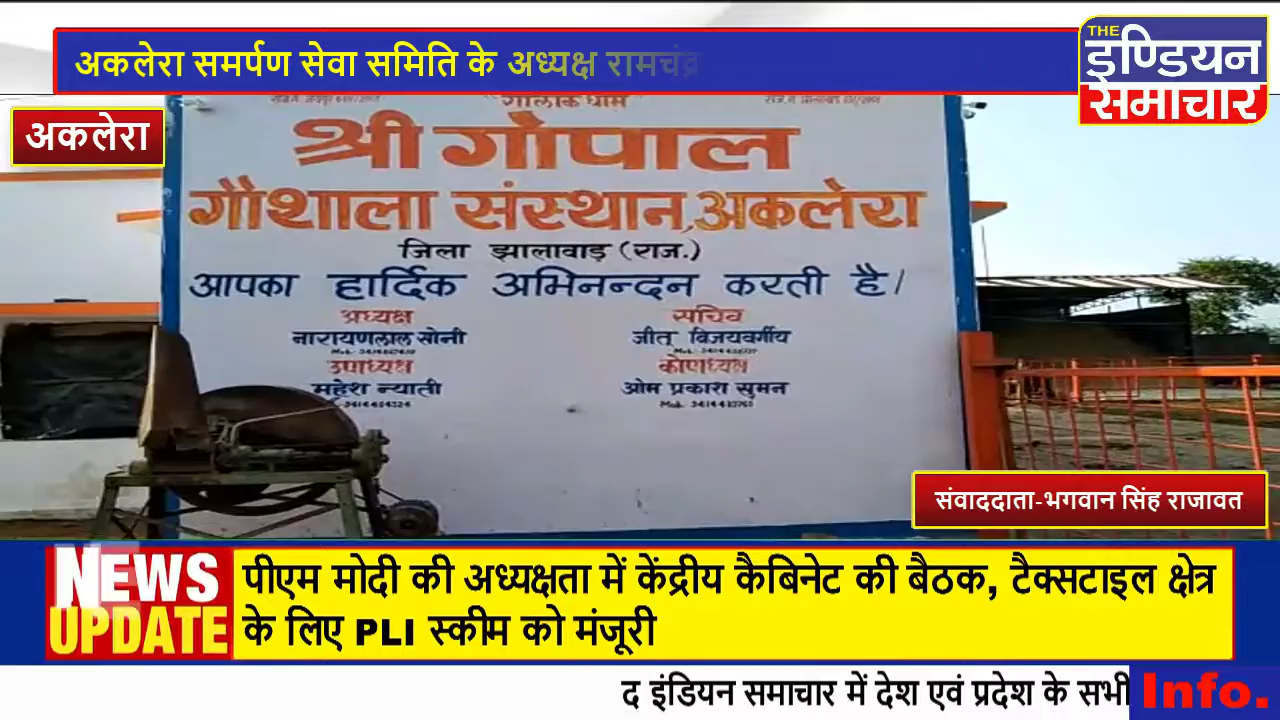 अकलेरा समर्पण सेवा समिति के अध्यक्ष रामचंद्र
THE
इण्डियन
समाचार
अकलेरा
गोलोक धाम
श्री गोपाल
गौशाला संस्थान,अकलेरा
जिला झालावाड़ (राज.)
आपका हार्दिक अभिनन्दन करती है।
अध्यक्ष सचिव
नारायणलाल सोनी जीतू विजयवर्गीय
उपाध्यक्ष कोषाध्यक्ष
महेश न्याती ओम प्रकाश सुमन
संवाददाता-भगवान सिंह राजावत
NEWS
UPDATE
पीएम मोदी की अध्यक्षता में केंद्रीय कैबिनेट की बैठक, टैक्सटाइल क्षेत्र
के लिए PLI स्कीम को मंजूरी
द इंडियन समाचार में देश एवं प्रदेश के सभी
Info.